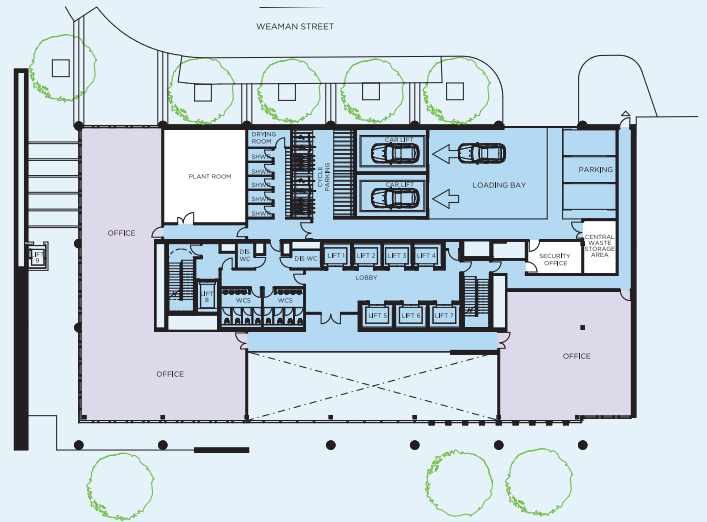 WEAMAN STREET
DRYING
ROOM
SHWR
SHWR
SHWR
SHWR
SHWR
CYCLE
PARKING
CAR LIFT
CAR LIFT
LOADING BAY
PARKING
PLANT ROOM
OFFICE
LIFT
9
DIS
WC
DIS
WC
LIFT 1
LIFT 2
LIFT 3
LIFT 4
LOBBY
SECURITY
OFFICE
CENTRAL
WASTE
STORAGE
AREA
LIFT
8
WCS
WCS
LIFT 5
LIFT 6
LIFT 7
OFFICE
OFFICE